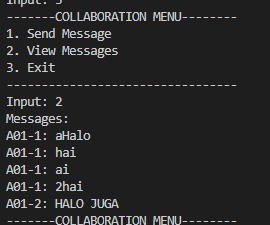 Input: 3
-------COLLABORATION MENU--------
1. Send Message
2. View Messages
3. Exit
---------------------------------
Input: 2
Messages:
A01-1: aHalo
A01-1: hai
A01-1: ai
A01-1: 2hai
A01-2: HALO JUGA
-------COLLABORATION MENU--------